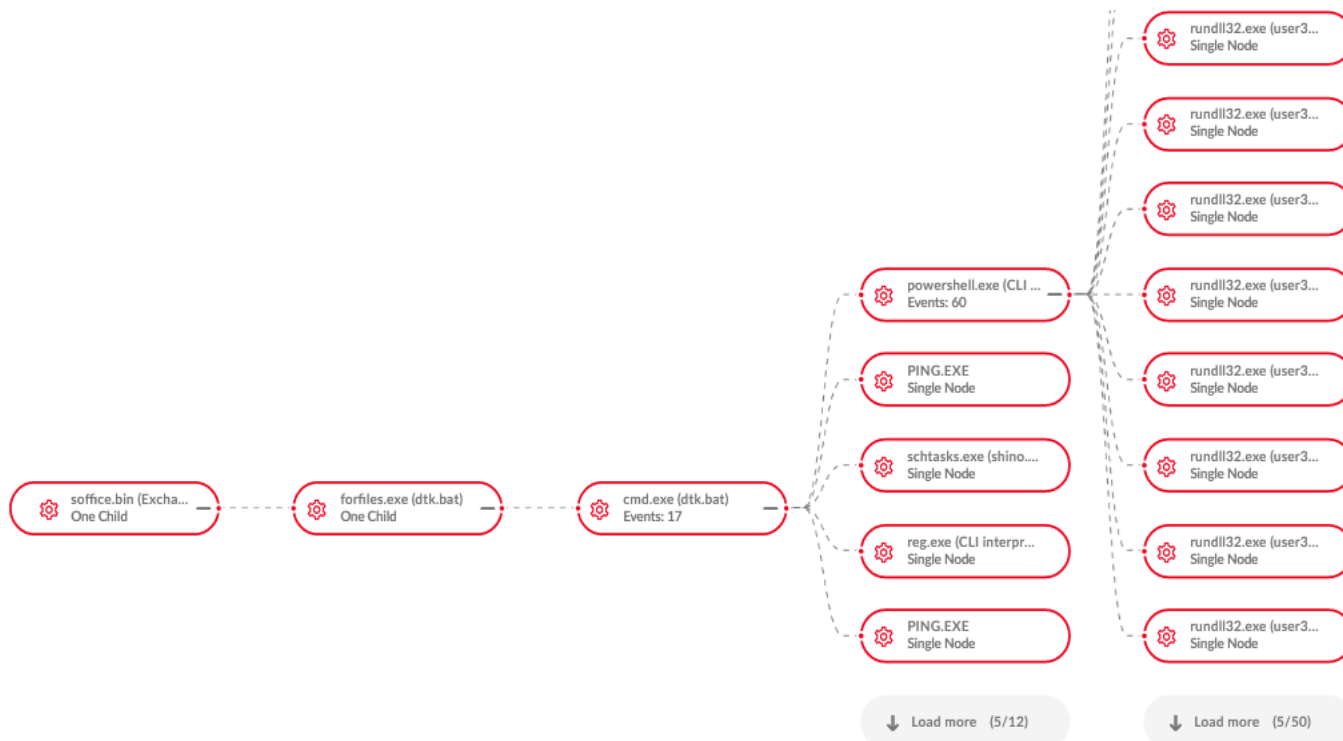 soffice.bin (Excha...
One Child
forfiles.exe (dtk.bat)
One Child
cmd.exe (dtk.bat)
Events: 17
powershell.exe (CLI ...
Events: 60
PING.EXE
Single Node
schtasks.exe (shino....
Single Node
reg.exe (CLI interpr...
Single Node
PING.EXE
Single Node
Load more (5/12)
rundll32.exe (user3...
Single Node
rundll32.exe (user3...
Single Node
rundll32.exe (user3...
Single Node
rundll32.exe (user3...
Single Node
rundll32.exe (user3...
Single Node
rundll32.exe (user3...
Single Node
rundll32.exe (user3...
Single Node
rundll32.exe (user3...
Single Node
Load more (5/50)